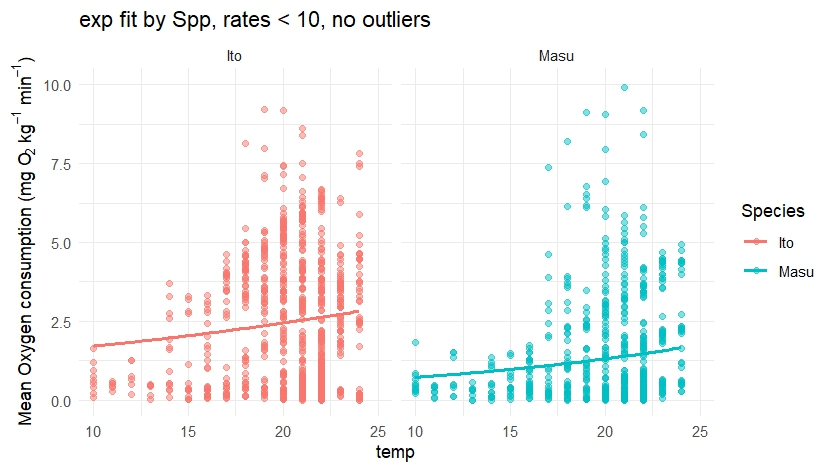 exp fit by Spp, rates < 10, no outliers
Ito
Masu
Mean Oxygen consumption (mg O₂ kg⁻¹ min⁻¹)
10.0
7.5
5.0
2.5
0.0
10 15 20 25
10 15 20 25
temp
Species
Ito
Masu